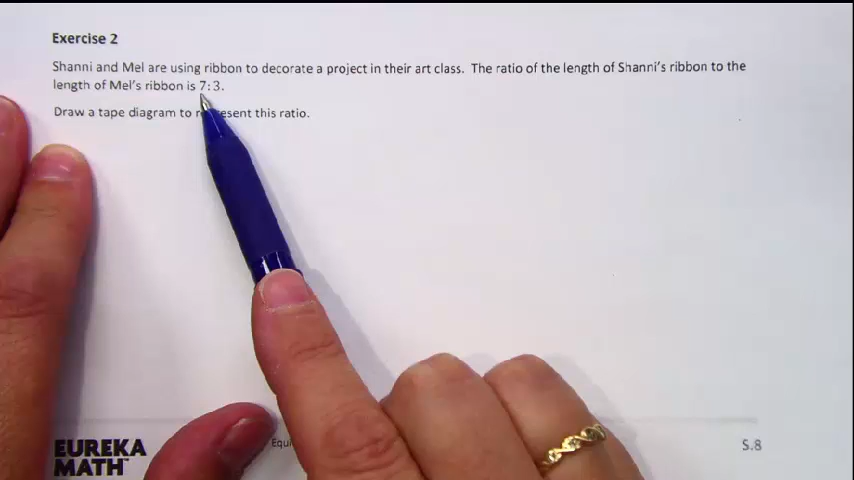 Exercise 2
Shanni and Mel are using ribbon to decorate a project in their art class. The ratio of the length of Shanni's ribbon to the
length of Mel's ribbon is 7:3.
Draw a tape diagram to represent this ratio.
EUREKA
MATH™
S.8